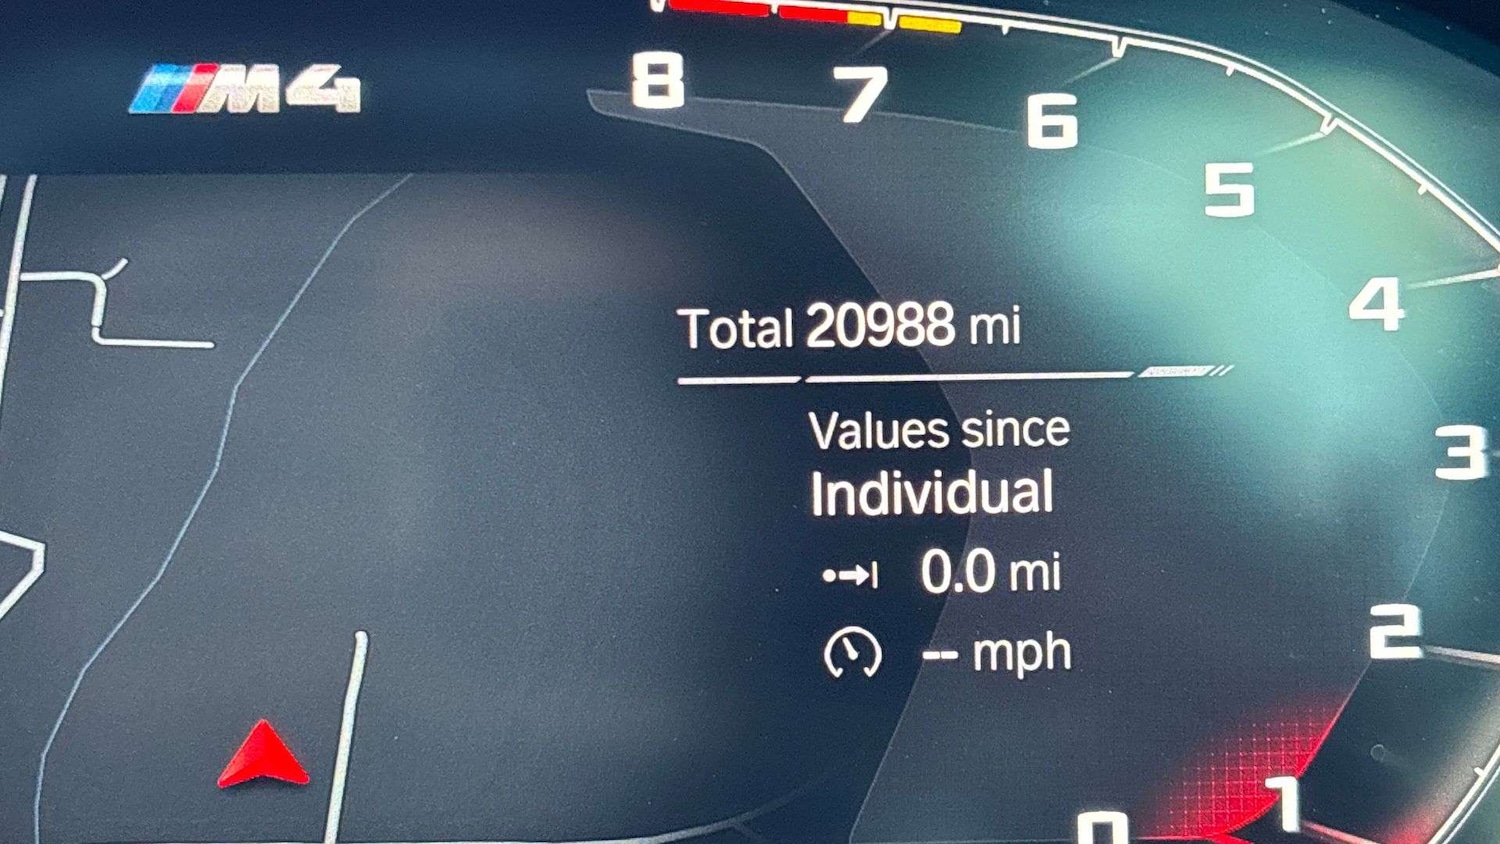 M4
8
7
6
5
4
Total 20988 mi
Values since
3
Individual
0.0 mi
2
-- mph
1
0